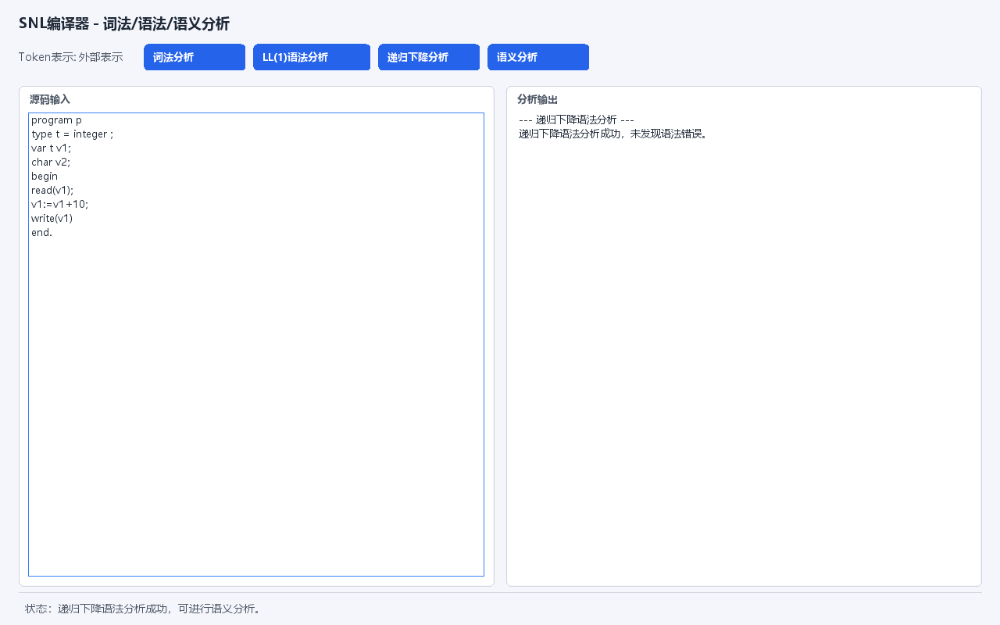 SNL编译器 - 词法/语法/语义分析
Token表示: 外部表示
词法分析
LL(1)语法分析
递归下降分析
语义分析
源码输入
program p
type t = integer ;
var t v1;
char v2;
begin
read(v1);
v1:=v1+10;
write(v1)
end.
分析输出
--- 递归下降语法分析 ---
递归下降语法分析成功，未发现语法错误。
状态：递归下降语法分析成功，可进行语义分析。